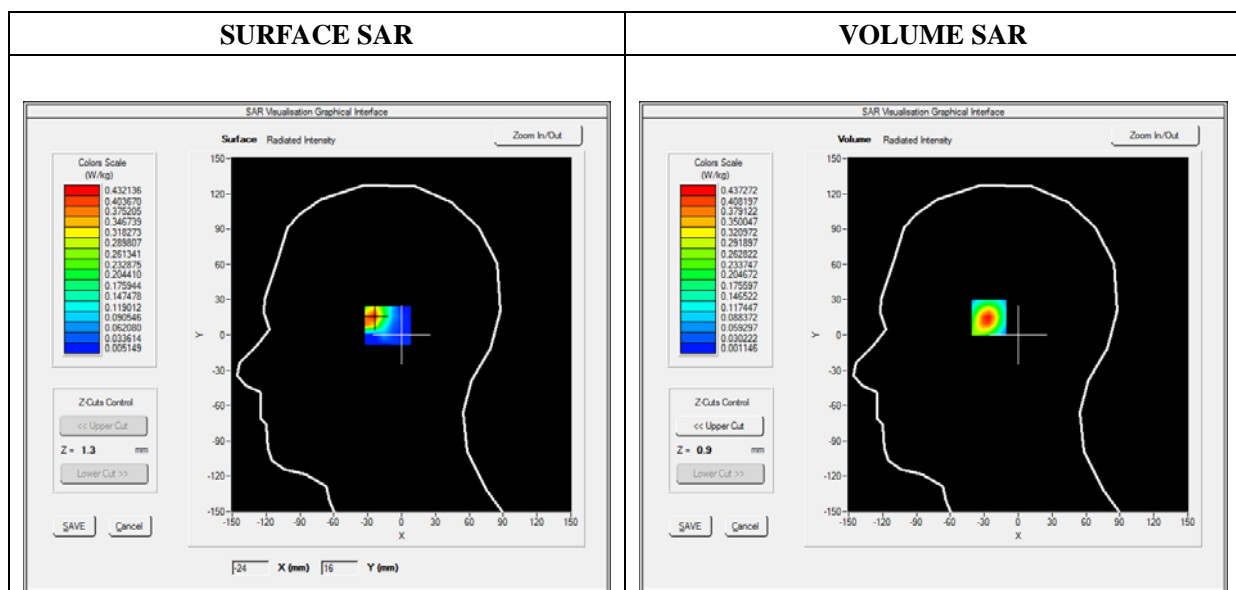 SURFACE SAR
VOLUME SAR
SAR Visualisation Graphical Interface
Surface Radiated Intensity
Zoom In/Out
Colors Scale
(W/kg)
0.432136
0.403670
0.375205
0.346739
0.318273
0.289807
0.261341
0.232875
0.204410
0.175944
0.147478
0.119012
0.090546
0.062080
0.033614
0.005149
Z-Cuts Control
<< Upper Cut
Z = 1.3 mm
Lower Cut >>
SAVE Cancel
150
120
90
60
30
0
-30
-60
-90
-120
-150
Y
-150 -120 -90 -60 -30 0 30 60 90 120 150
X
-24 X (mm) 16 Y (mm)
SAR Visualisation Graphical Interface
Volume Radiated Intensity
Zoom In/Out
Colors Scale
(W/kg)
0.437272
0.408197
0.379122
0.350047
0.320972
0.291897
0.262822
0.233747
0.204672
0.175597
0.146522
0.117447
0.088372
0.059297
0.030222
0.001146
Z-Cuts Control
<< Upper Cut
Z = 0.9 mm
Lower Cut >>
SAVE Cancel
150
120
90
60
30
0
-30
-60
-90
-120
-150
Y
-150 -120 -90 -60 -30 0 30 60 90 120 150
X